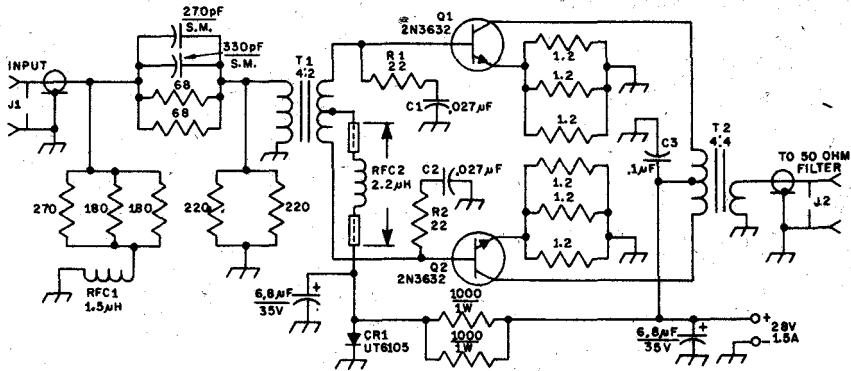 270pF
S.M.
330pF
S.M.
INPUT
J1
68
68
T1
4:2
Q1
2N3632
R1
22
C1
.027µF
1.2
1.2
1.2
C3
.1µF
T2
4:4
TO 50 OHM
FILTER
J2
270
180
180
220
220
RFC2
2.2µH
C2
.027µF
R2
22
1.2
1.2
1.2
RFC1
1.5µH
Q2
2N3632
6.8µF
35V
+
CR1
UT6105
1000
1W
1000
1W
6.8µF
35V
+
+
28V
1.5A
-